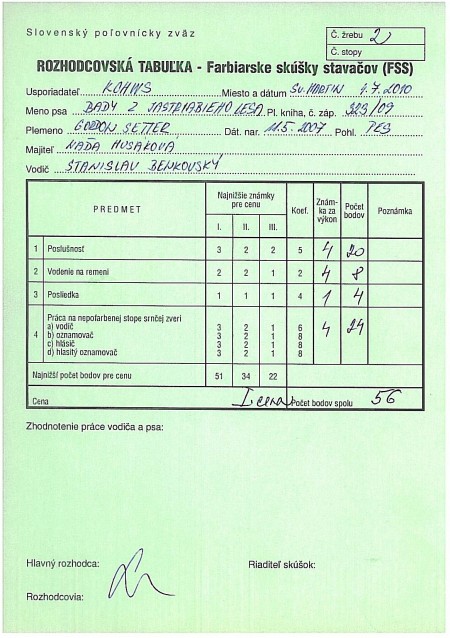 Slovenský poľovnícky zväz
Č. žrebu 2
Č. stopy
ROZHODCOVSKÁ TABUĽKA - Farbiarske skúšky stavačov (FSS)
Usporiadateľ KCHMS Miesto a dátum SV. MARTIN 4.7.2010
Meno psa BADY Z JASTRABIEHO LESA Pl. kniha, č. záp. 323/09
Plemeno GORDON SETTER Dát. nar. 11.5-2007 Pohl. PES
Majiteľ NAĎA HUSÁKOVÁ
Vodič STANISLAV BENKOVSKÝ
PREDMET Najnižšie známky pre cenu Koef. Známka za výkon Počet bodov Poznámka
I. II. III.
1 Poslušnosť 3 2 2 5 4 20
2 Vodenie na remeni 2 2 1 2 4 8
3 Posliedka 1 1 1 4 1 4
4 Práca na nepofarbenej stope srnčej zveri
a) vodič 3 2 1 6 4 24
b) oznamovač 3 2 1 8
c) hlásič 3 2 1 8
d) hlasitý oznamovač 3 2 1 8
Najnižší počet bodov pre cenu 51 34 22
Cena I cena Počet bodov spolu 56
Zhodnotenie práce vodiča a psa:
Hlavný rozhodca: Riaditeľ skúšok:
Rozhodcovia: